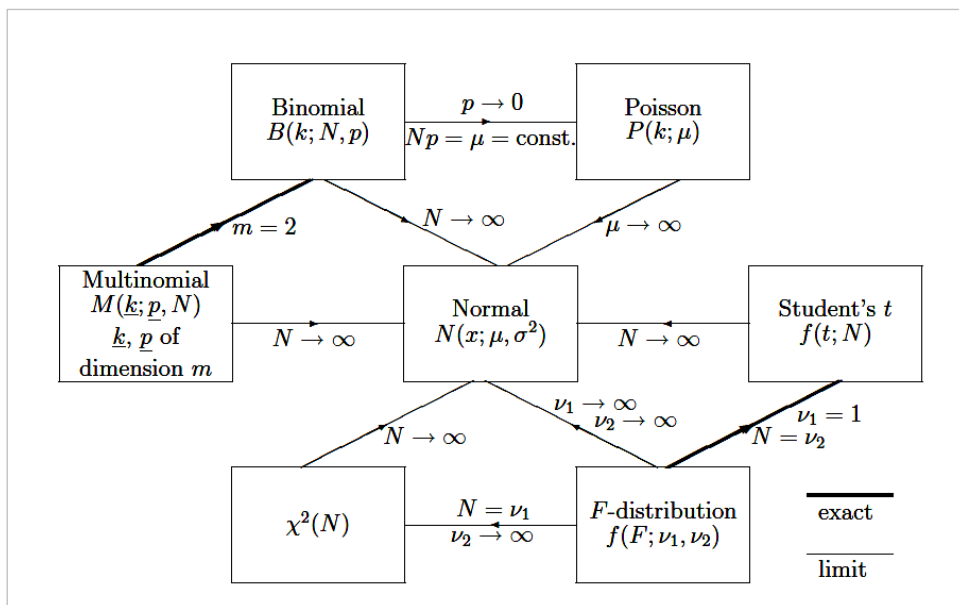 Binomial
B(k; N, p)
p → 0
Np = μ = const.
Poisson
P(k; μ)
m = 2
N → ∞
μ → ∞
Multinomial
M(k̲; p̲, N)
k̲, p̲ of
dimension m
N → ∞
Normal
N(x; μ, σ²)
N → ∞
Student's t
f(t; N)
N → ∞
ν₁ → ∞
ν₂ → ∞
ν₁ = 1
N = ν₂
χ²(N)
N = ν₁
ν₂ → ∞
F-distribution
f(F; ν₁, ν₂)
exact
limit